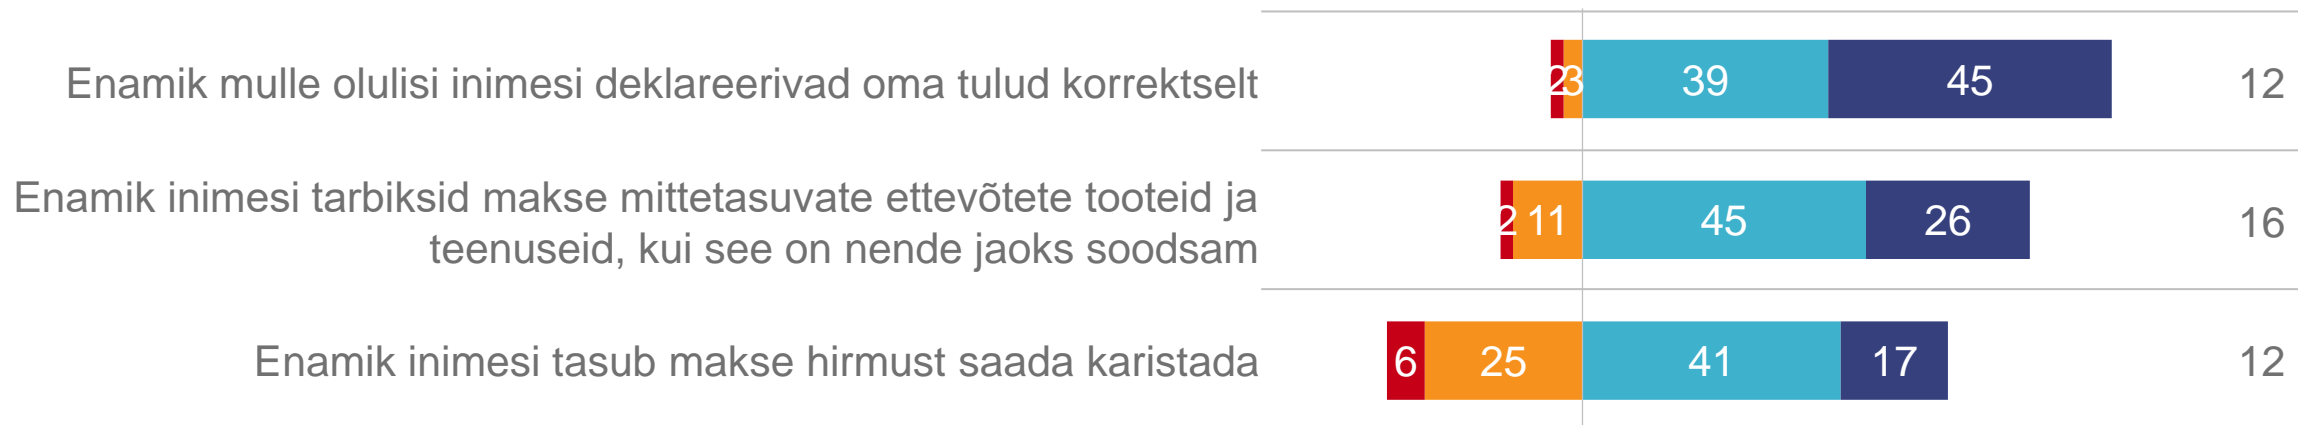 Enamik mulle olulisi inimesi deklareerivad oma tulud korrektselt 2 3 39 45 12
Enamik inimesi tarbiksid makse mittetasuvate ettevõtete tooteid ja
teenuseid, kui see on nende jaoks soodsam 2 11 45 26 16
Enamik inimesi tasub makse hirmust saada karistada 6 25 41 17 12